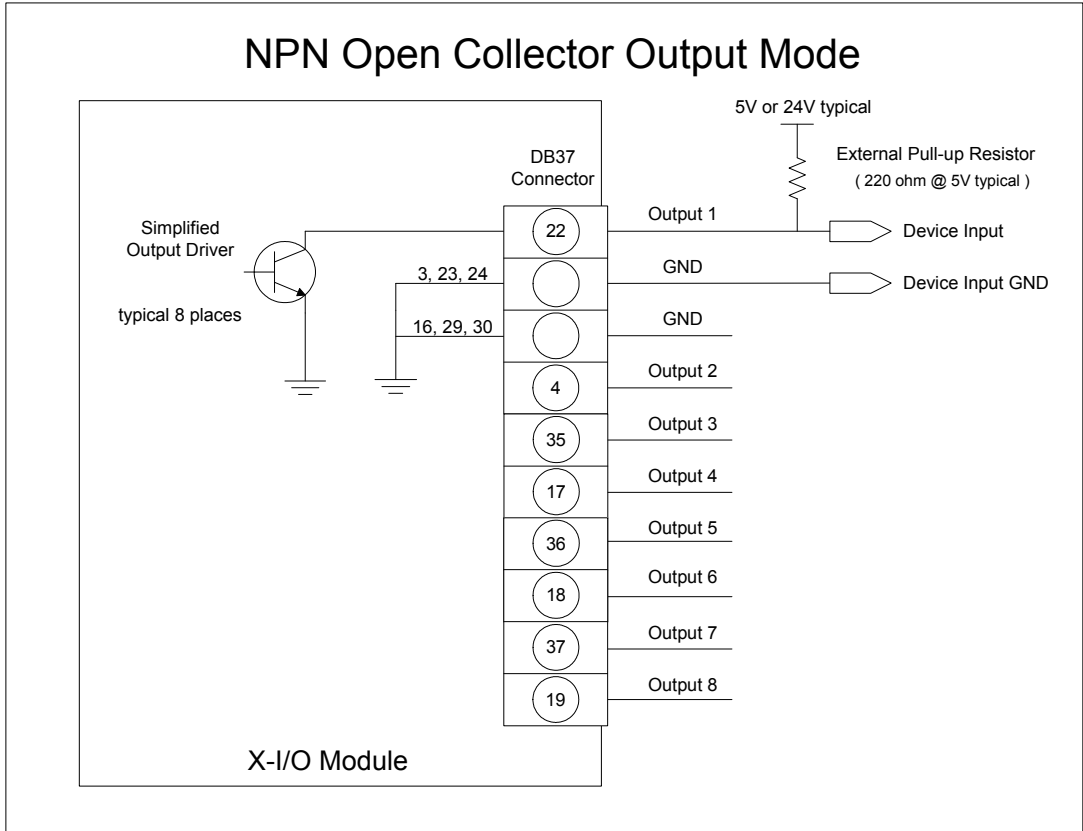 NPN Open Collector Output Mode
5V or 24V typical
External Pull-up Resistor
( 220 ohm @ 5V typical )
DB37
Connector
Simplified
Output Driver
typical 8 places
22
Output 1
Device Input
3, 23, 24
GND
Device Input GND
16, 29, 30
GND
4
Output 2
35
Output 3
17
Output 4
36
Output 5
18
Output 6
37
Output 7
19
Output 8
X-I/O Module